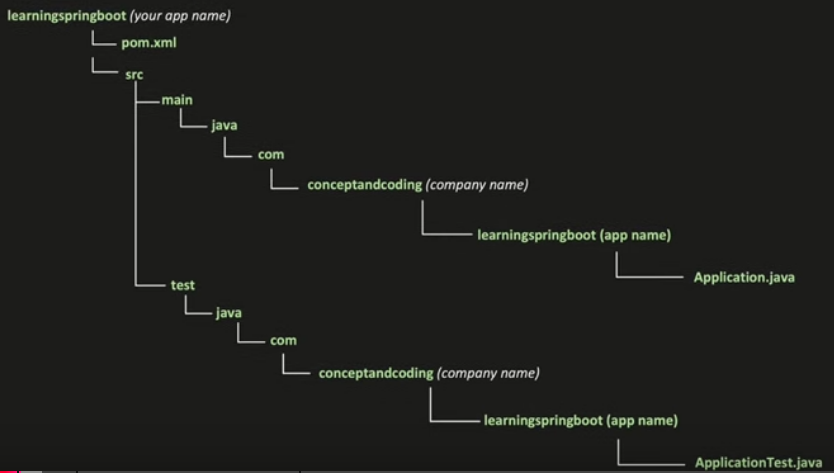 learningspringboot (your app name)
pom.xml
src
main
java
com
conceptandcoding (company name)
learningspringboot (app name)
Application.java
test
java
com
conceptandcoding (company name)
learningspringboot (app name)
ApplicationTest.java